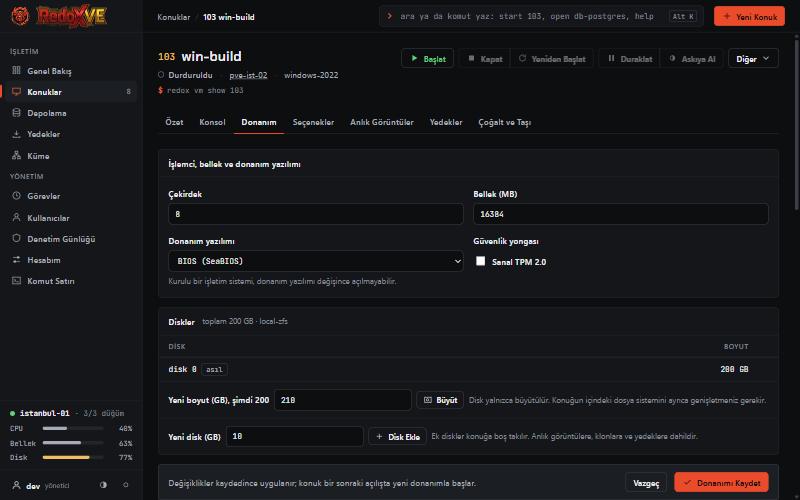 RedoXVE
Konuklar / 103 win-build
ara ya da komut yaz: start 103, open db-postgres, help
Alt K
+ Yeni Konuk
İŞLETİM
Genel Bakış
Konuklar 8
Depolama
Yedekler
Küme
YÖNETİM
Görevler
Kullanıcılar
Denetim Günlüğü
Hesabım
Komut Satırı
istanbul-01 · 3/3 düğüm
CPU 40%
Bellek 63%
Disk 77%
dev yönetici
103 win-build
Durduruldu · pve-ist-02 · windows-2022
$ redox vm show 103
Başlat
Kapat
Yeniden Başlat
Duraklat
Askıya Al
Diğer
Özet Konsol Donanım Seçenekler Anlık Görüntüler Yedekler Çoğalt ve Taşı
İşlemci, bellek ve donanım yazılımı
Çekirdek
8
Bellek (MB)
16384
Donanım yazılımı
BIOS (SeaBIOS)
Kurulu bir işletim sistemi, donanım yazılımı değişince açılmayabilir.
Güvenlik yongası
Sanal TPM 2.0
Diskler toplam 200 GB · local-zfs
DİSK BOYUT
disk 0 asıl 200 GB
Yeni boyut (GB), şimdi 200 210 Büyüt Disk yalnızca büyütülür. Konuğun içindeki dosya sistemini ayrıca genişletmeniz gerekir.
Yeni disk (GB) 10 + Disk Ekle Ek diskler konuğa boş takılır. Anlık görüntülere, klonlara ve yedeklere dahildir.
Değişiklikler kaydedince uygulanır; konuk bir sonraki açılışta yeni donanımla başlar.
Vazgeç
Donanımı Kaydet